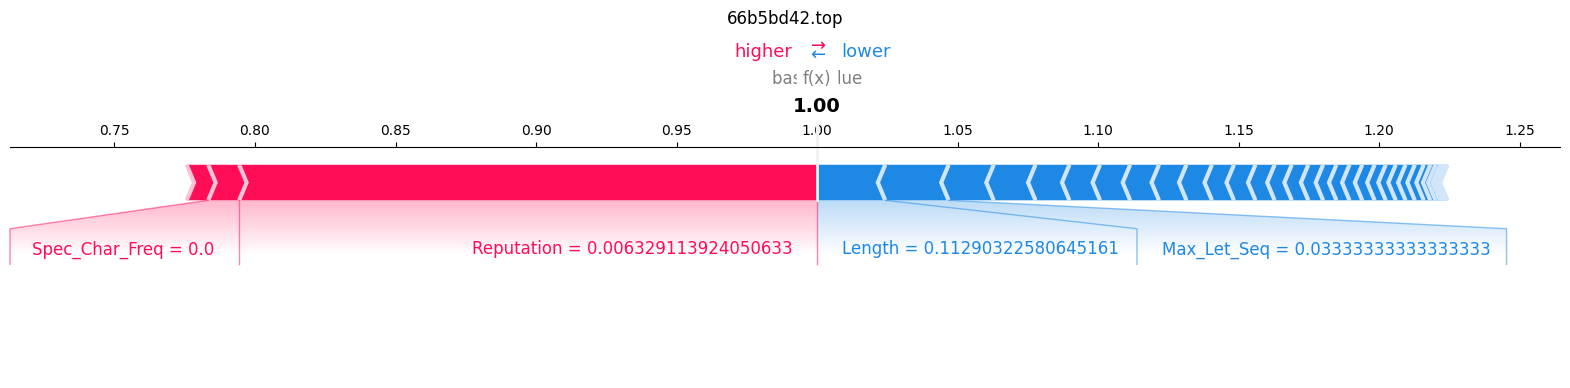 66b5bd42.top
higher → lower
←
f(x)
1.00
0.75 0.80 0.85 0.90 0.95 1.00 1.05 1.10 1.15 1.20 1.25
Spec_Char_Freq = 0.0 Reputation = 0.006329113924050633 Length = 0.11290322580645161 Max_Let_Seq = 0.03333333333333333